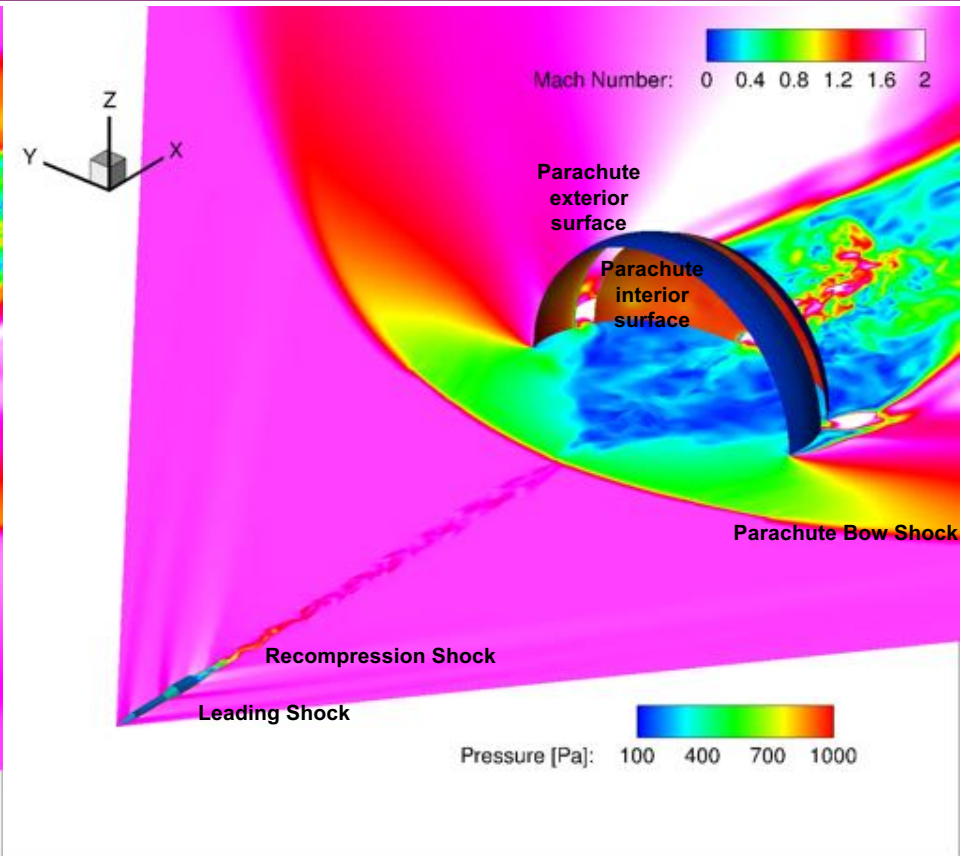 Mach Number: 0 0.4 0.8 1.2 1.6 2
Z
Y
X
Parachute
exterior
surface
Parachute
interior
surface
Parachute Bow Shock
Recompression Shock
Leading Shock
Pressure [Pa]: 100 400 700 1000